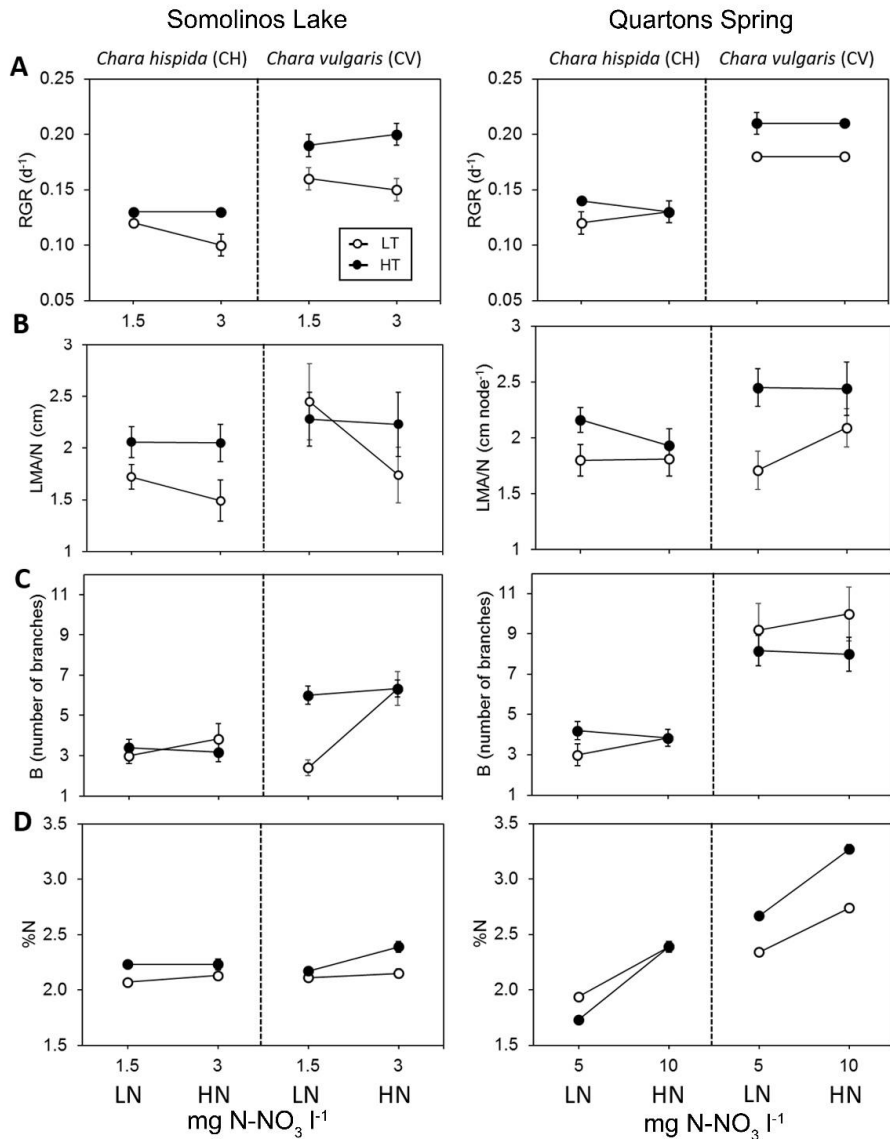 Somolinos Lake
Quartons Spring
A
Chara hispida (CH)
Chara vulgaris (CV)
Chara hispida (CH)
Chara vulgaris (CV)
0.25
0.20
0.15
0.10
0.05
RGR (d-1)
LT
HT
1.5
3
1.5
3
0.25
0.20
0.15
0.10
0.05
RGR (d-1)
B
3
2.5
2
1.5
1
LMA/N (cm)
3
2.5
2
1.5
1
LMA/N (cm node-1)
C
11
9
7
5
3
1
B (number of branches)
11
9
7
5
3
1
B (number of branches)
D
3.5
3.0
2.5
2.0
1.5
%N
3.5
3.0
2.5
2.0
1.5
%N
1.5
3
1.5
3
LN
HN
LN
HN
mg N-NO3 l-1
5
10
5
10
LN
HN
LN
HN
mg N-NO3 l-1